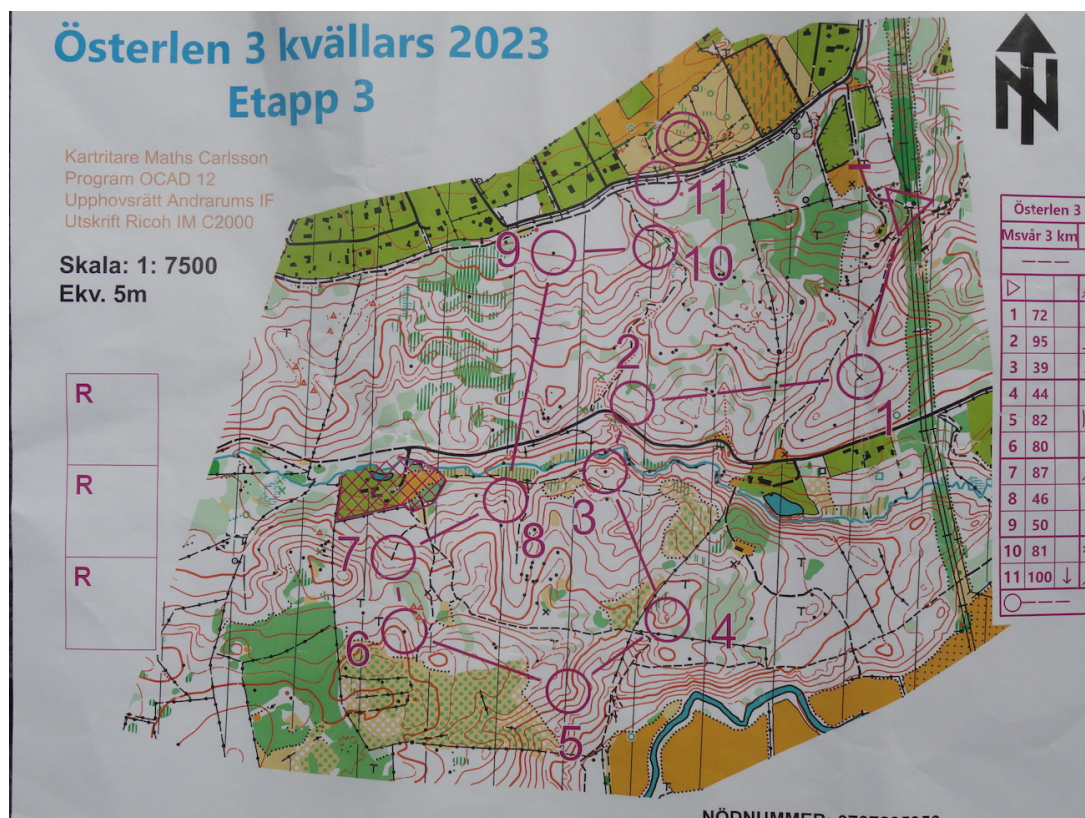 Österlen 3 kvällars 2023
Etapp 3
N
Kartritare Maths Carlsson
Program OCAD 12
Upphovsrätt Andrarums IF
Utskrift Ricoh IM C2000
Skala: 1: 7500
Ekv. 5m
R
R
R
Österlen 3
Msvår 3 km
1 72
2 95
3 39
4 44
5 82
6 80
7 87
8 46
9 50
10 81
11 100
11
9
10
2
1
3
8
7
4
6
5